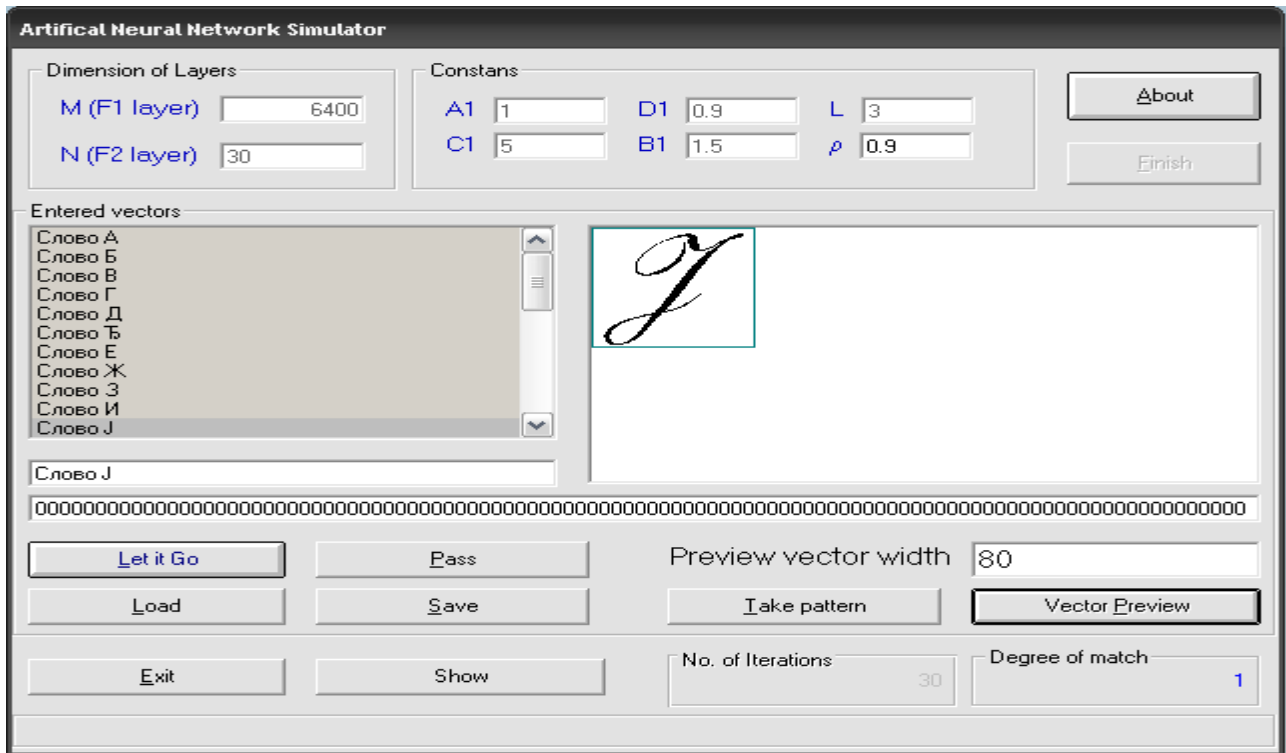 Artifical Neural Network Simulator
Dimension of Layers
M (F1 layer) 6400
N (F2 layer) 30
Constans
A1 1 D1 0.9 L 3
C1 5 B1 1.5 ρ 0.9
About
Finish
Entered vectors
Слово А
Слово Б
Слово В
Слово Г
Слово Д
Слово Ђ
Слово Е
Слово Ж
Слово З
Слово И
Слово Ј
Ј
Слово Ј
Let it Go
Pass
Preview vector width 80
Load
Save
Take pattern
Vector Preview
Exit
Show
No. of Iterations
30
Degree of match
1